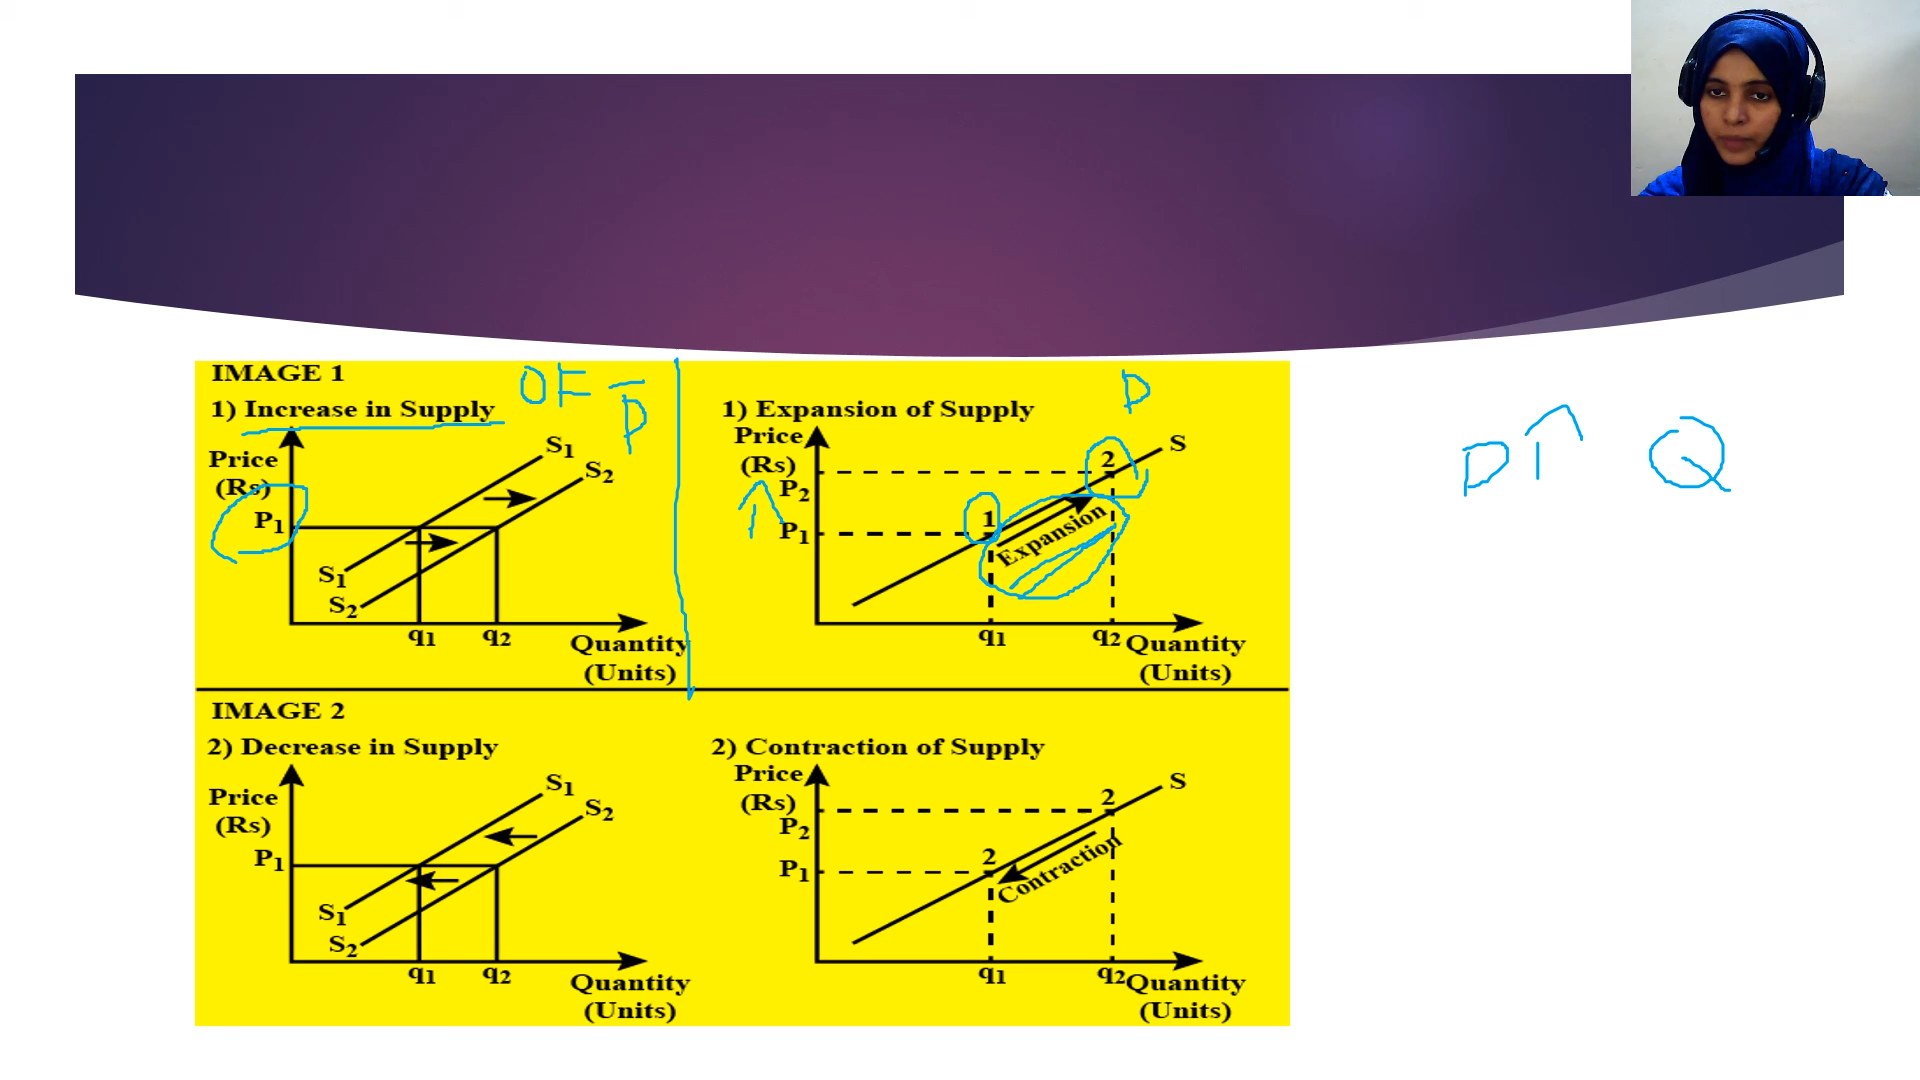 IMAGE 1
OF P
1) Increase in Supply
Price
(Rs)
P1
S1
S2
S1
S2
q1 q2
Quantity
(Units)
1) Expansion of Supply
P
Price
(Rs)
P2
P1
1
2
S
Expansion
q1 q2
Quantity
(Units)
P↑ Q
IMAGE 2
2) Decrease in Supply
Price
(Rs)
P1
S1
S2
S1
S2
q1 q2
Quantity
(Units)
2) Contraction of Supply
Price
(Rs)
P2
P1
2
2
S
Contraction
q1 q2
Quantity
(Units)